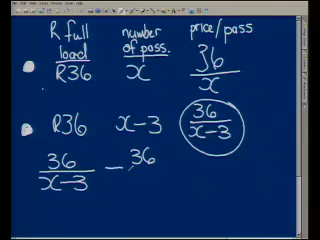 R full load number of pass. price/pass
R36 x 36/x
R36 x-3 36/x-3
36/x-3 - 36